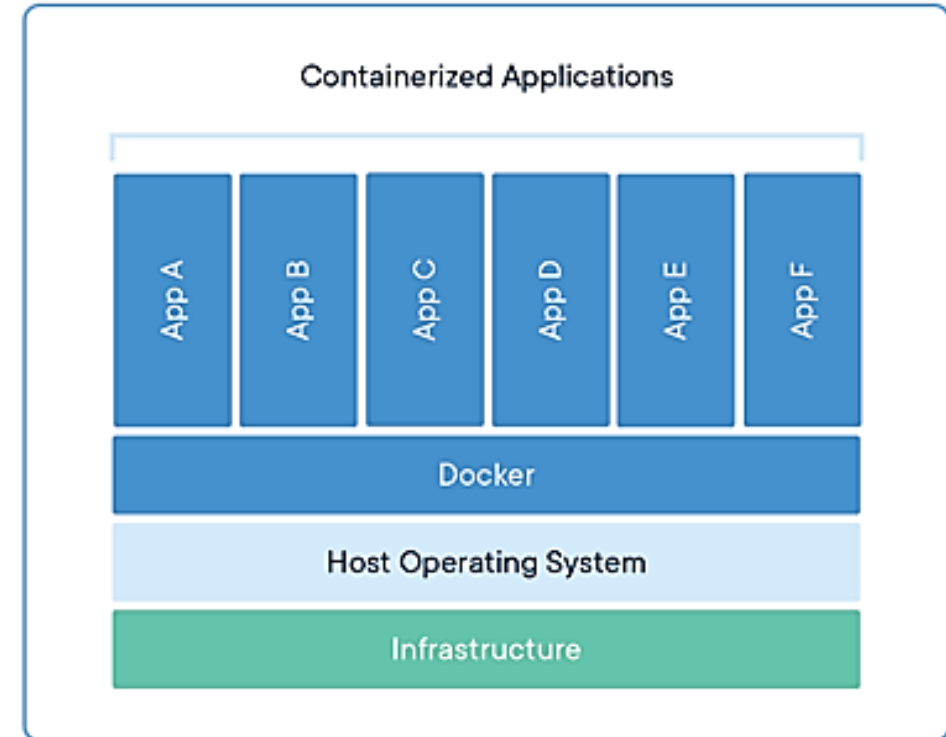 Containerized Applications
App A
App B
App C
App D
App E
App F
Docker
Host Operating System
Infrastructure